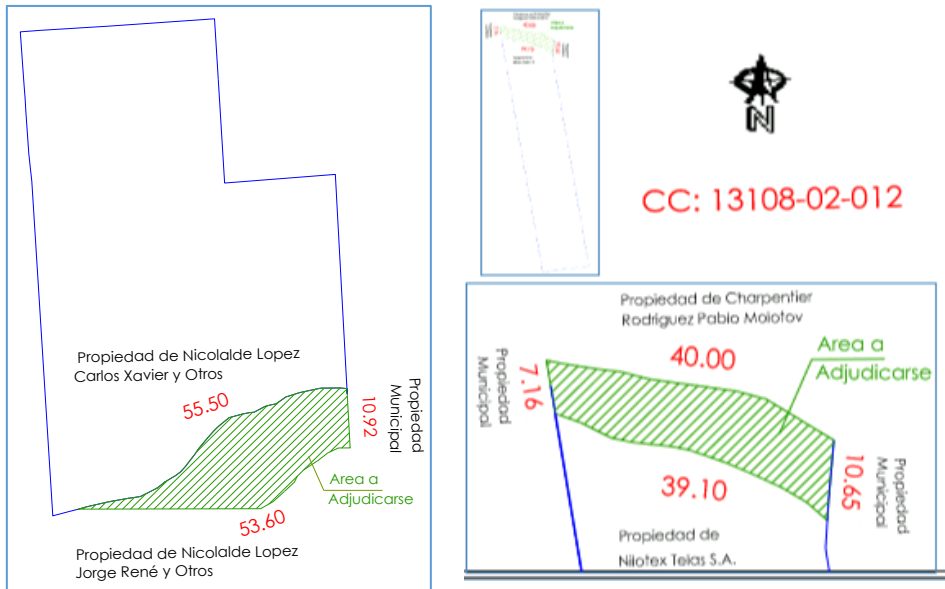 Propiedad de Nicolalde Lopez
Carlos Xavier y Otros
55.50
10.92
Propiedad
Municipal
Area a
Adjudicarse
53.60
Propiedad de Nicolalde Lopez
Jorge René y Otros
N
CC: 13108-02-012
Propiedad de Charpentier
Rodriguez Pablo Molotov
40.00
Area a
Adjudicarse
Propiedad
Municipal
7.16
10.65
Propiedad
Municipal
39.10
Propiedad de
Nilotex Telas S.A.